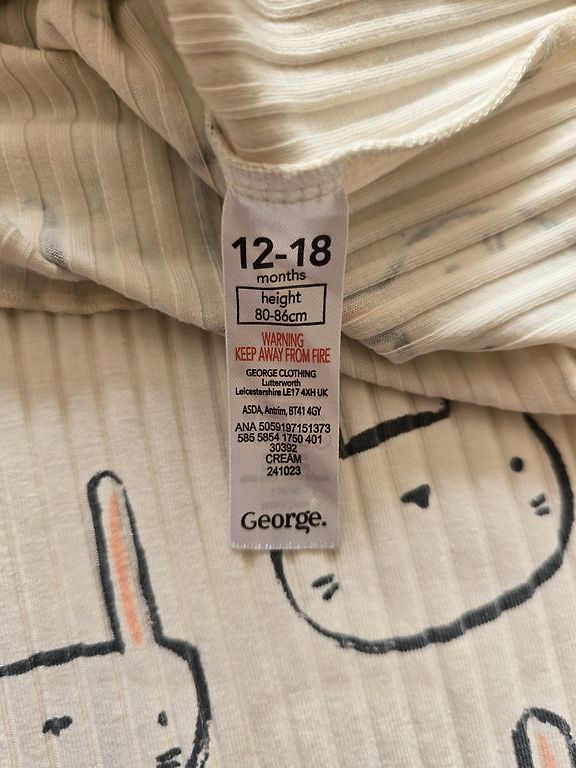 12-18
months
height
80-86cm
WARNING
KEEP AWAY FROM FIRE
GEORGE CLOTHING
Lutterworth
Leicestershire LE17 4XH UK
ASDA, Antrim, BT41 4GY
ANA 5059197151373
585 5854 1750 401
30392
CREAM
241023
George.